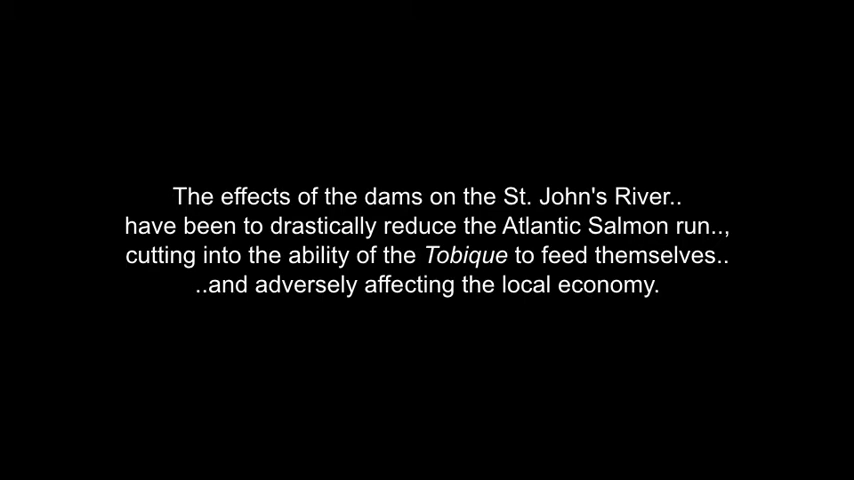 The effects of the dams on the St. John's River..
have been to drastically reduce the Atlantic Salmon run..,
cutting into the ability of the Tobique to feed themselves..
..and adversely affecting the local economy.